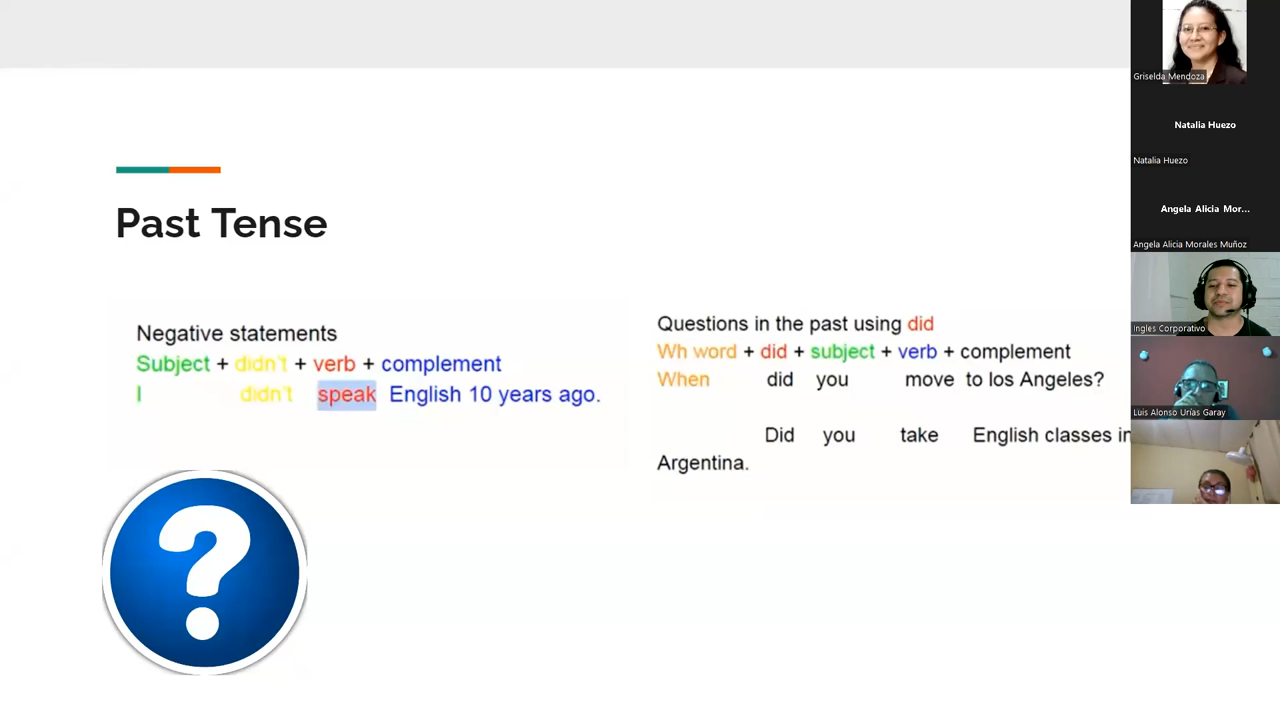 Past Tense
Negative statements
Subject + didn't + verb + complement
I didn't speak English 10 years ago.
Questions in the past using did
Wh word + did + subject + verb + complement
When did you move to los Angeles?
Did you take English classes in
Argentina.
Griselda Mendoza
Natalia Huezo
Natalia Huezo
Angela Alicia Mor...
Angela Alicia Morales Muñoz
Ingles Corporativo
Luis Alonso Urías Garay